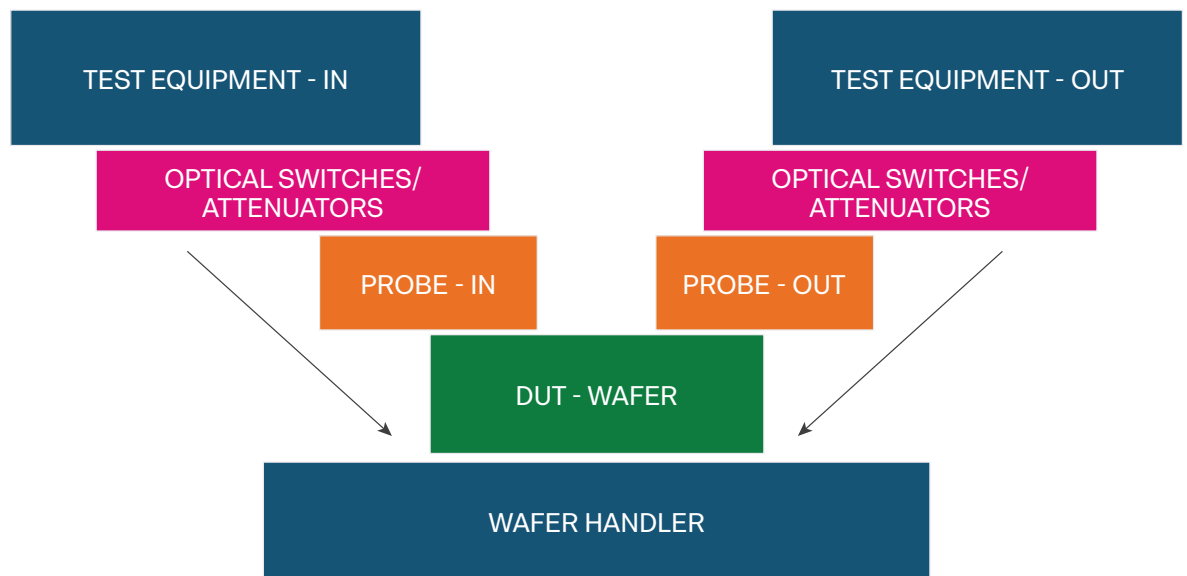 TEST EQUIPMENT - IN
TEST EQUIPMENT - OUT
OPTICAL SWITCHES/
ATTENUATORS
OPTICAL SWITCHES/
ATTENUATORS
PROBE - IN
PROBE - OUT
DUT - WAFER
WAFER HANDLER